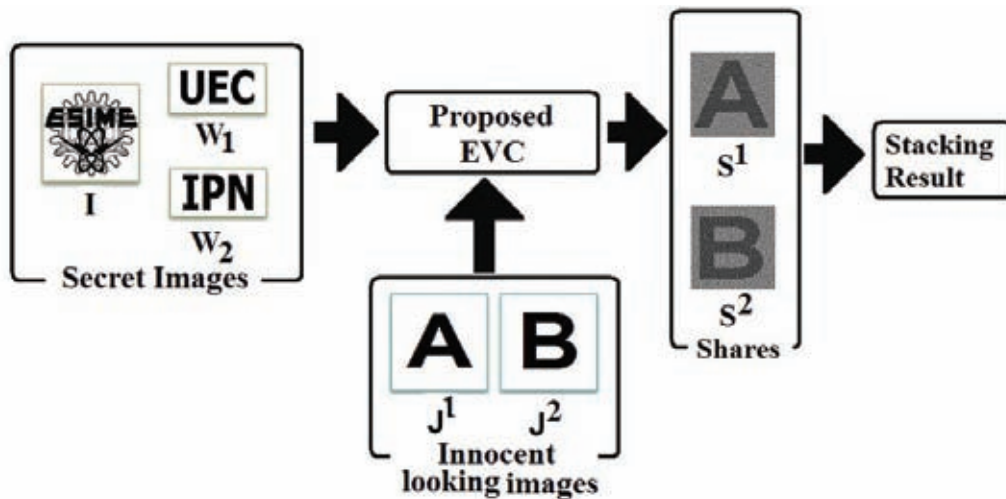 ESIME
I
UEC
W1
IPN
W2
Secret Images
Proposed
EVC
A
J1
B
J2
Innocent
looking images
A
S1
B
S2
Shares
Stacking
Result